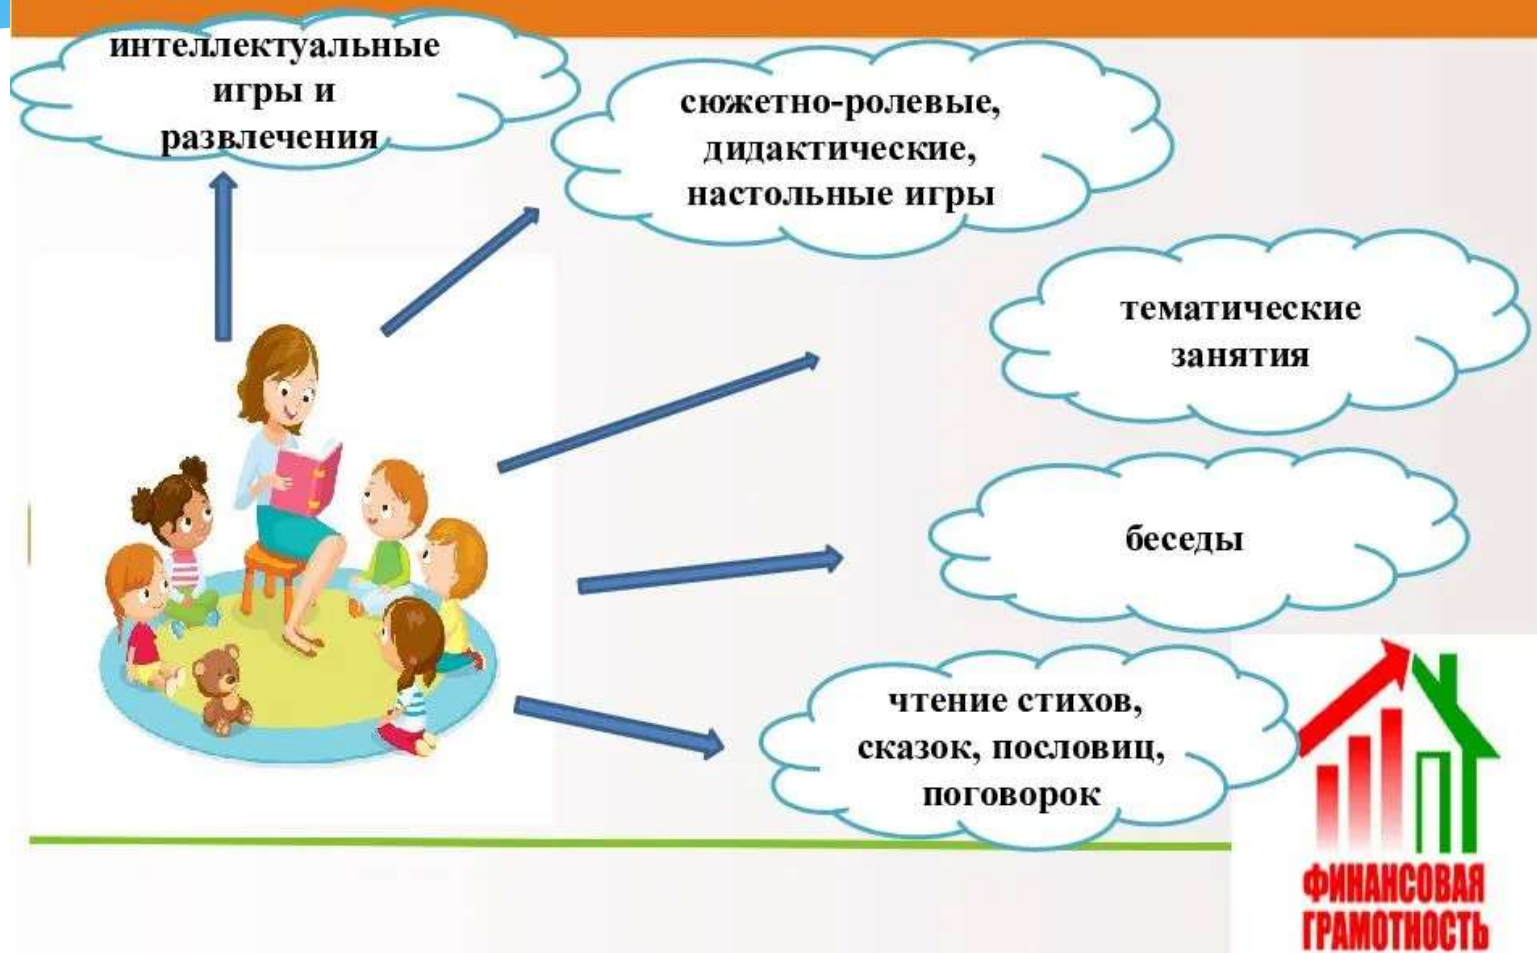 интеллектуальные
игры и
развлечения
сюжетно-ролевые,
дидактические,
настольные игры
тематические
занятия
беседы
чтение стихов,
сказок, пословиц,
поговорок
ФИНАНСОВАЯ
ГРАМОТНОСТЬ